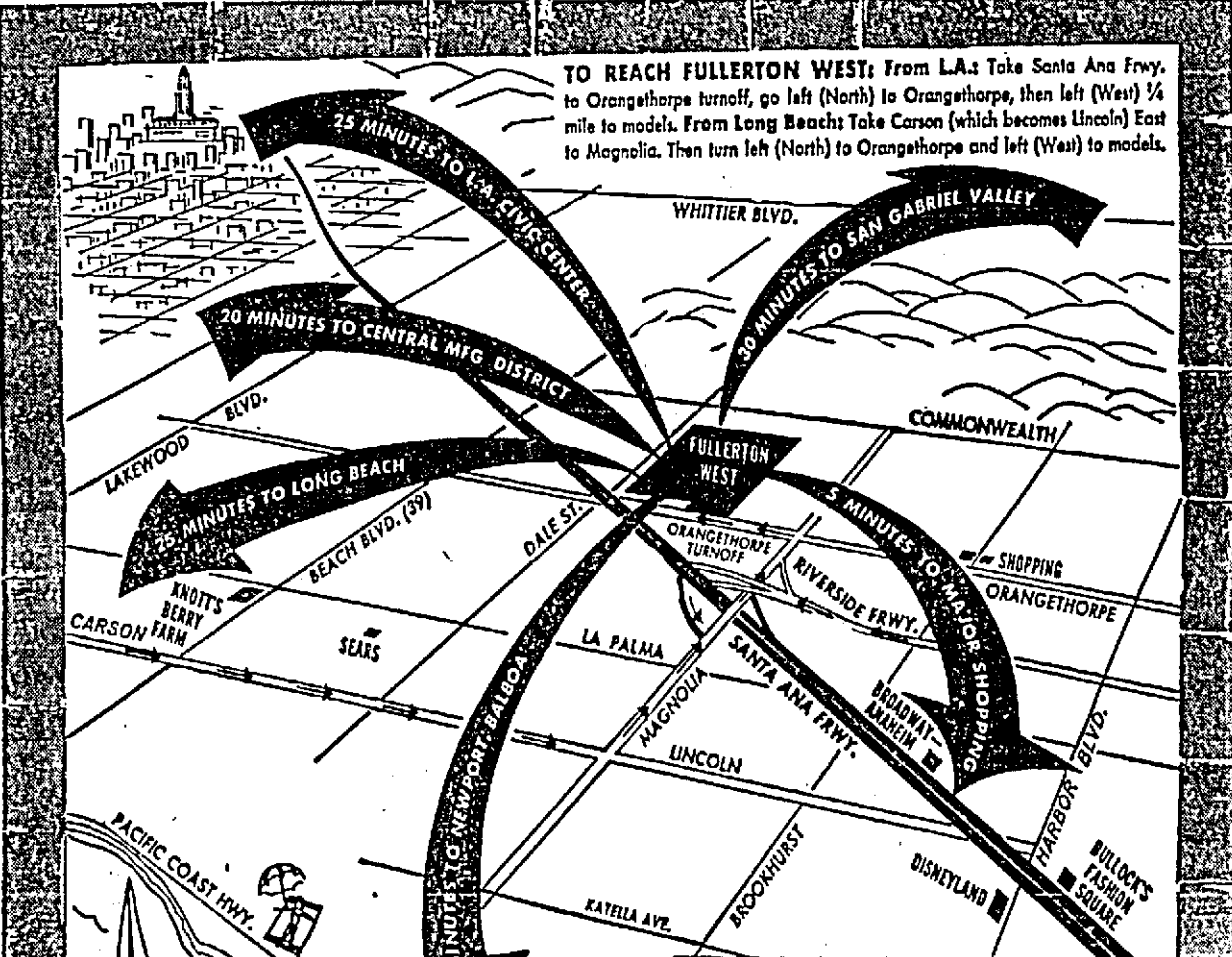 TO REACH FULLERTON WEST: From L.A.: Take Santa Ana Frwy.
to Orangethorpe turnoff, go left (North) to Orangethorpe, then left (West) ¼
mile to models. From Long Beach: Take Carson (which becomes Lincoln) East
to Magnolia. Then turn left (North) to Orangethorpe and left (West) to models.
25 MINUTES TO L.A. CIVIC CENTER
WHITTIER BLVD.
30 MINUTES TO SAN GABRIEL VALLEY
20 MINUTES TO CENTRAL MFG. DISTRICT
LAKEWOOD BLVD.
COMMONWEALTH
FULLERTON
WEST
MINUTES TO LONG BEACH
BEACH BLVD. (39)
DALE ST.
ORANGETHORPE
TURNOFF
5 MINUTES TO MAJOR SHOPPING
SHOPPING
ORANGETHORPE
RIVERSIDE FRWY.
KNOTT'S
BERRY
FARM
CARSON
SEARS
LA PALMA
MAGNOLIA
SANTA ANA FRWY.
BROADWAY-
ANAHEIM
LINCOLN
HARBOR BLVD.
MINUTES TO NEWPORT BALBOA
PACIFIC COAST HWY.
KATELLA AVE.
BROOKHURST
DISNEYLAND
BULLOCK'S
FASHION
SQUARE